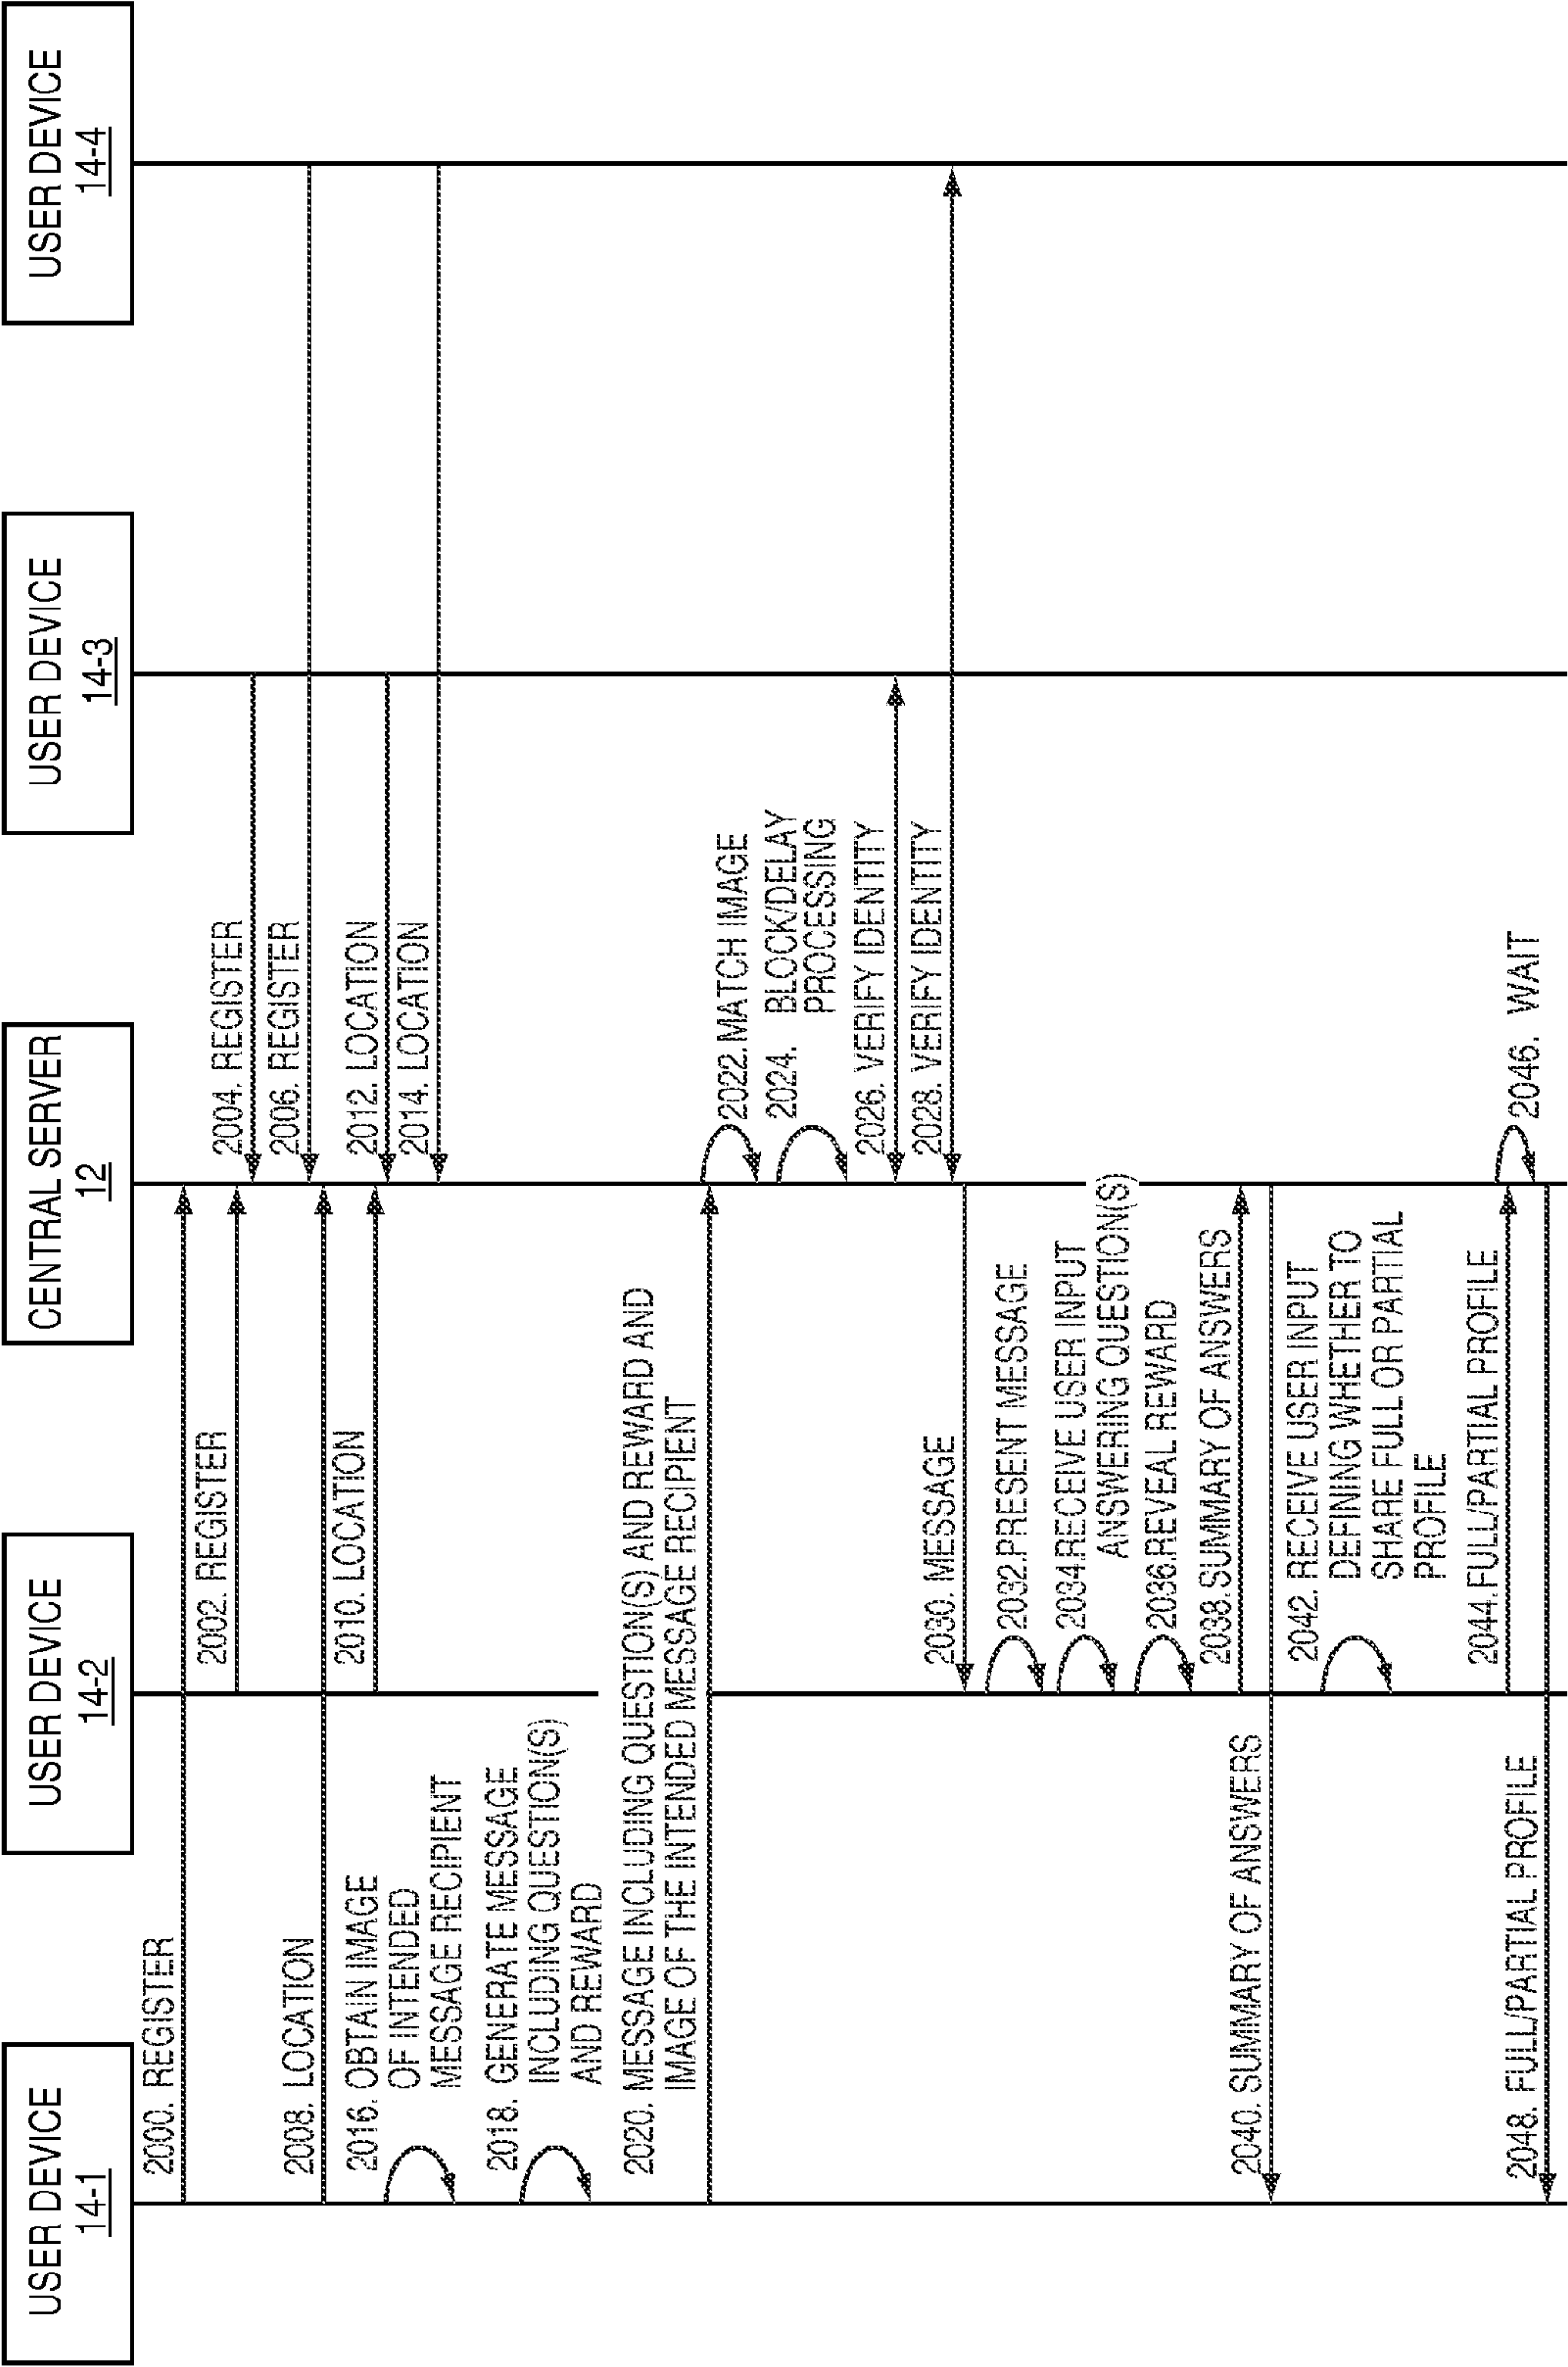 USER DEVICE
14-1
USER DEVICE
14-2
CENTRAL SERVER
12
USER DEVICE
14-3
USER DEVICE
14-4
2000. REGISTER
2002. REGISTER
2004. REGISTER
2006. REGISTER
2008. LOCATION
2010. LOCATION
2012. LOCATION
2014. LOCATION
2016. OBTAIN IMAGE
OF INTENDED
MESSAGE RECIPIENT
2018. GENERATE MESSAGE
INCLUDING QUESTION(S)
AND REWARD
2020. MESSAGE INCLUDING QUESTION(S) AND REWARD AND
IMAGE OF THE INTENDED MESSAGE RECIPIENT
2022. MATCH IMAGE
2024. BLOCK/DELAY
PROCESSING
2026. VERIFY IDENTITY
2028. VERIFY IDENTITY
2030. MESSAGE
2032. PRESENT MESSAGE
2034. RECEIVE USER INPUT
ANSWERING QUESTION(S)
2036. REVEAL REWARD
2038. SUMMARY OF ANSWERS
2040. SUMMARY OF ANSWERS
2042. RECEIVE USER INPUT
DEFINING WHETHER TO
SHARE FULL OR PARTIAL
PROFILE
2044. FULL/PARTIAL PROFILE
2046. WAIT
2048. FULL/PARTIAL PROFILE